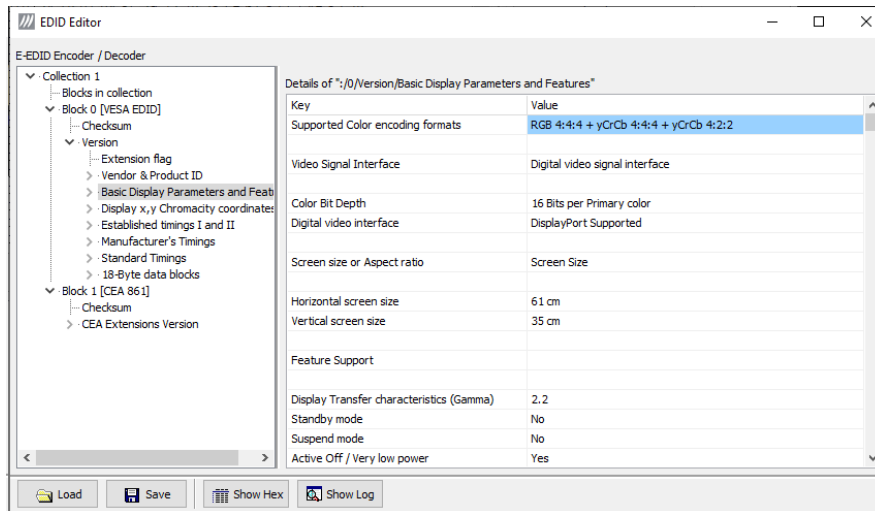 EDID Editor
E-EDID Encoder / Decoder
Collection 1
Blocks in collection
Block 0 [VESA EDID]
Checksum
Version
Extension flag
Vendor & Product ID
Basic Display Parameters and Feat
Display x,y Chromacity coordinates
Established timings I and II
Manufacturer's Timings
Standard Timings
18-Byte data blocks
Block 1 [CEA 861]
Checksum
CEA Extensions Version
Details of ":/0/Version/Basic Display Parameters and Features"
Key Value
Supported Color encoding formats RGB 4:4:4 + yCrCb 4:4:4 + yCrCb 4:2:2
Video Signal Interface Digital video signal interface
Color Bit Depth 16 Bits per Primary color
Digital video interface DisplayPort Supported
Screen size or Aspect ratio Screen Size
Horizontal screen size 61 cm
Vertical screen size 35 cm
Feature Support
Display Transfer characteristics (Gamma) 2.2
Standby mode No
Suspend mode No
Active Off / Very low power Yes
Load Save Show Hex Show Log